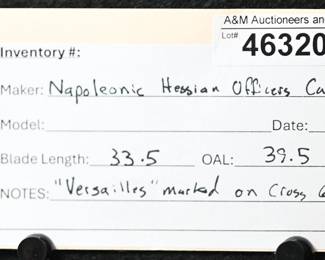 A&M Auctioneers an
Lot# 46320
Inventory #:
Maker: Napoleonic Hessian Officers
Model: Date:
Blade Length: 33.5 OAL: 39.5
NOTES: "Versailles" marked on Cross